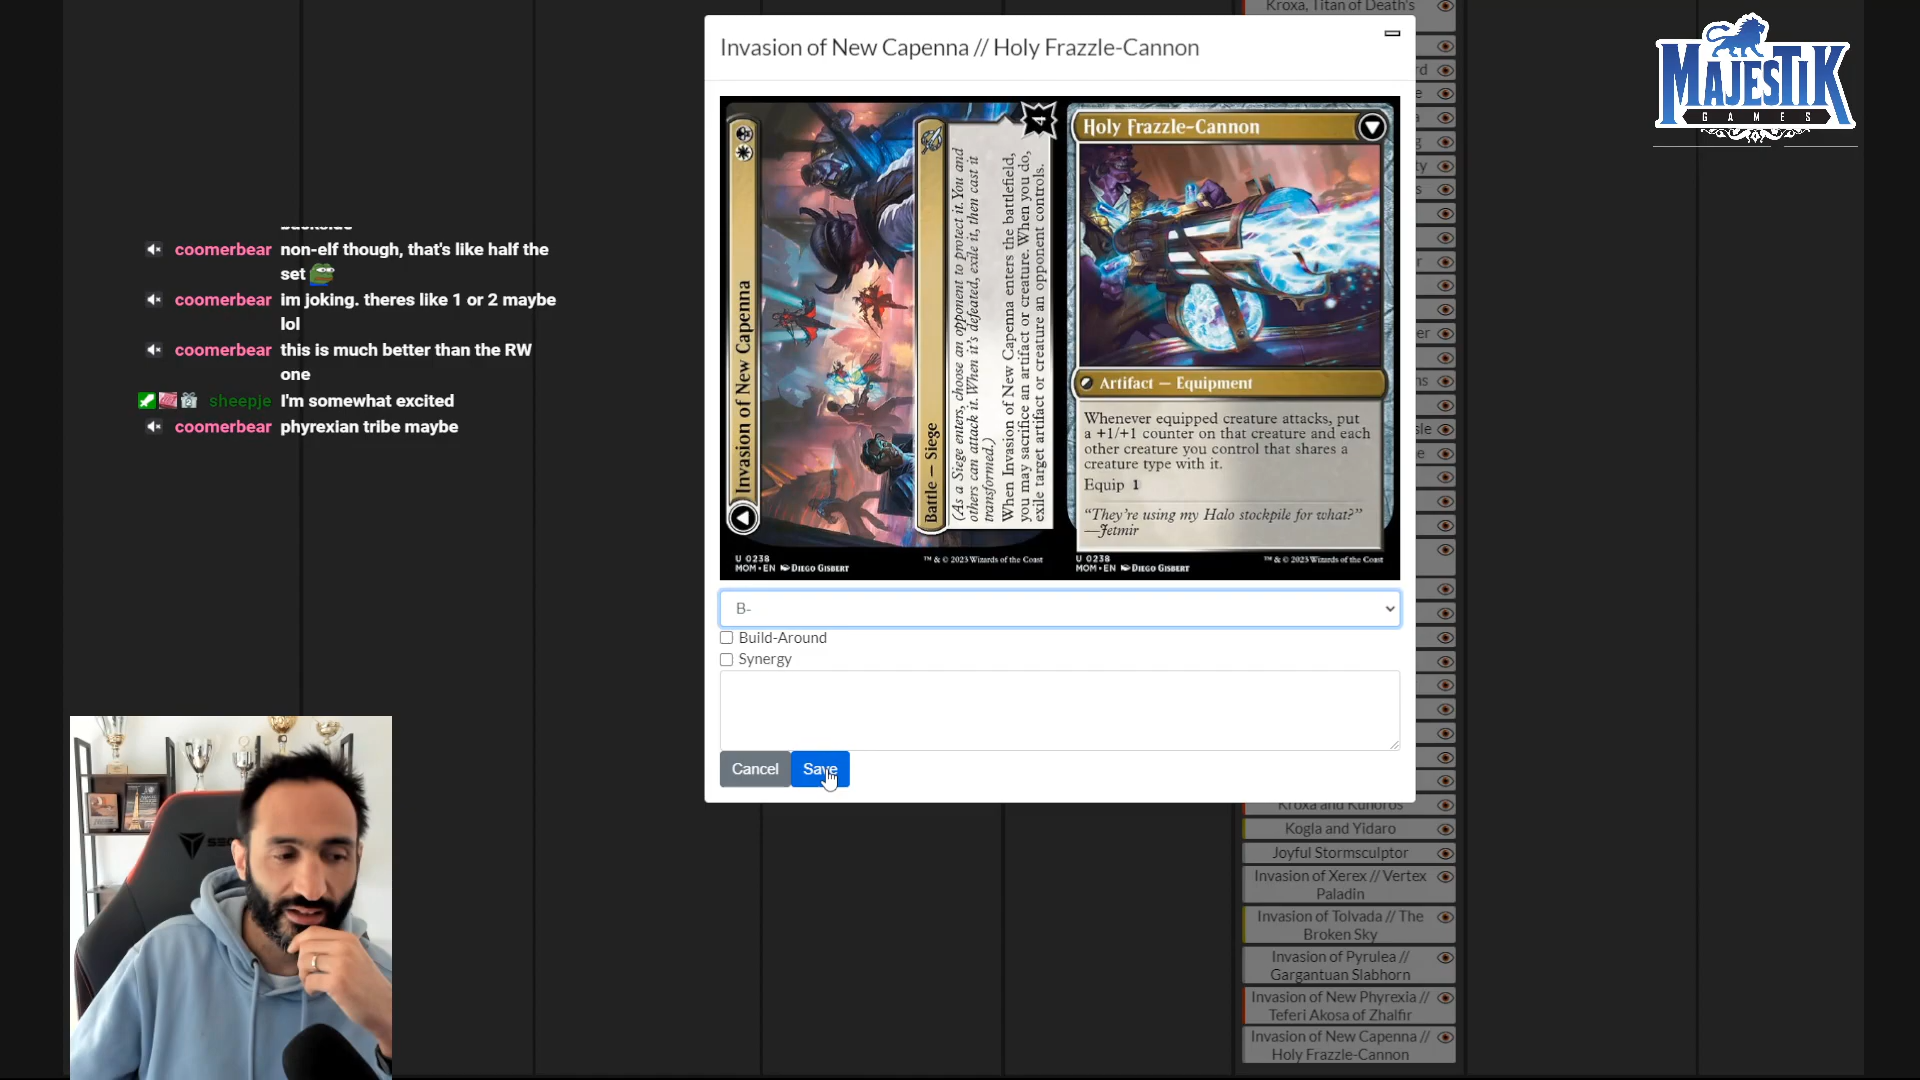 Invasion of New Capenna // Holy Frazzle-Cannon
MAJESTIK
GAMES
coomerbear non-elf though, that's like half the
set
coomerbear im joking. theres like 1 or 2 maybe
lol
coomerbear this is much better than the RW
one
sheepje I'm somewhat excited
coomerbear phyrexian tribe maybe
Invasion of New Capenna
Battle — Siege
4
(As a Siege enters, choose an opponent to protect it. You and
others can attack it. When it's defeated, exile it, then cast it
transformed.)
When Invasion of New Capenna enters the battlefield,
you may sacrifice an artifact or creature. When you do,
exile target artifact or creature an opponent controls.
U 0238
MOM • EN DIEGO GISBERT
™ & © 2023 Wizards of the Coast
Holy Frazzle-Cannon
Artifact — Equipment
Whenever equipped creature attacks, put
a +1/+1 counter on that creature and each
other creature you control that shares a
creature type with it.
Equip 1
“They're using my Halo stockpile for what?”
—Jetmir
U 0238
MOM • EN DIEGO GISBERT
™ & © 2023 Wizards of the Coast
B-
Build-Around
Synergy
Cancel
Save
Kroxa, Titan of Death's
Kroxa and Kunoros
Kogla and Yidaro
Joyful Stormsculptor
Invasion of Xerex // Vertex
Paladin
Invasion of Tolvada // The
Broken Sky
Invasion of Pyrulea //
Gargantuan Slabhorn
Invasion of New Phyrexia //
Teferi Akosa of Zhalfir
Invasion of New Capenna //
Holy Frazzle-Cannon